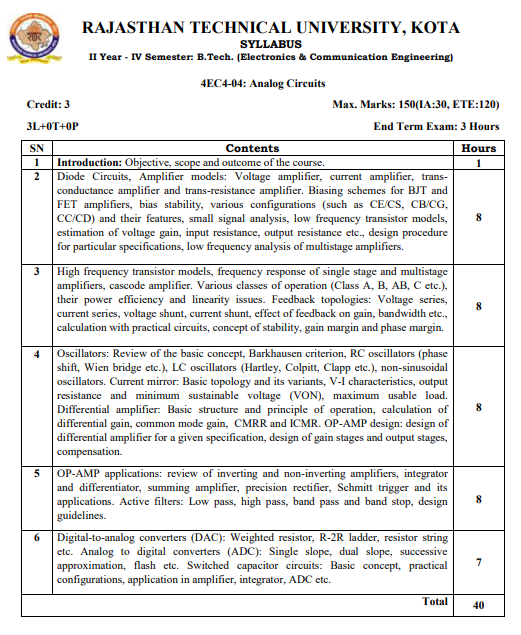 RAJASTHAN TECHNICAL UNIVERSITY, KOTA
SYLLABUS
II Year - IV Semester: B.Tech. (Electronics & Communication Engineering)
4EC4-04: Analog Circuits
Credit: 3 Max. Marks: 150(IA:30, ETE:120)
3L+0T+0P End Term Exam: 3 Hours
SN Contents Hours
1 Introduction: Objective, scope and outcome of the course. 1
2 Diode Circuits, Amplifier models: Voltage amplifier, current amplifier, trans-
conductance amplifier and trans-resistance amplifier. Biasing schemes for BJT and
FET amplifiers, bias stability, various configurations (such as CE/CS, CB/CG,
CC/CD) and their features, small signal analysis, low frequency transistor models,
estimation of voltage gain, input resistance, output resistance etc., design procedure
for particular specifications, low frequency analysis of multistage amplifiers.
8
3 High frequency transistor models, frequency response of single stage and multistage
amplifiers, cascode amplifier. Various classes of operation (Class A, B, AB, C etc.),
their power efficiency and linearity issues. Feedback topologies: Voltage series,
current series, voltage shunt, current shunt, effect of feedback on gain, bandwidth etc.,
calculation with practical circuits, concept of stability, gain margin and phase margin.
8
4 Oscillators: Review of the basic concept, Barkhausen criterion, RC oscillators (phase
shift, Wien bridge etc.), LC oscillators (Hartley, Colpitt, Clapp etc.), non-sinusoidal
oscillators. Current mirror: Basic topology and its variants, V-I characteristics, output
resistance and minimum sustainable voltage (VON), maximum usable load.
Differential amplifier: Basic structure and principle of operation, calculation of
differential gain, common mode gain, CMRR and ICMR. OP-AMP design: design of
differential amplifier for a given specification, design of gain stages and output stages,
compensation.
8
5 OP-AMP applications: review of inverting and non-inverting amplifiers, integrator
and differentiator, summing amplifier, precision rectifier, Schmitt trigger and its
applications. Active filters: Low pass, high pass, band pass and band stop, design
guidelines.
8
6 Digital-to-analog converters (DAC): Weighted resistor, R-2R ladder, resistor string
etc. Analog to digital converters (ADC): Single slope, dual slope, successive
approximation, flash etc. Switched capacitor circuits: Basic concept, practical
configurations, application in amplifier, integrator, ADC etc.
7
Total 40